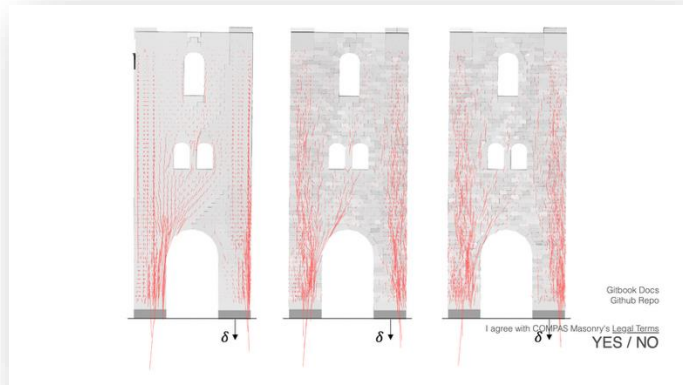 δ
δ
δ
Gitbook Docs
Github Repo
I agree with COMPAS Masonry's Legal Terms
YES / NO